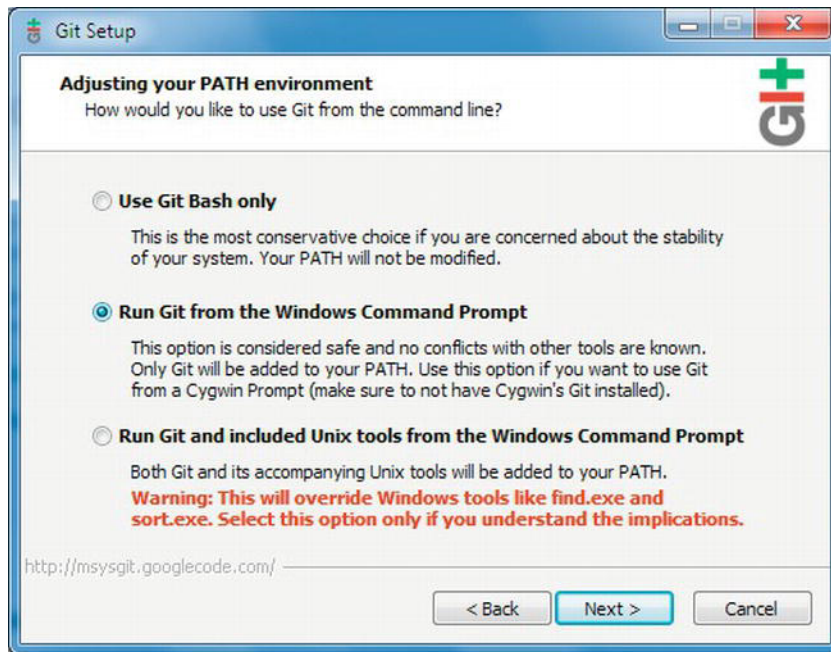 Git Setup
Adjusting your PATH environment
How would you like to use Git from the command line?
Use Git Bash only
This is the most conservative choice if you are concerned about the stability
of your system. Your PATH will not be modified.
Run Git from the Windows Command Prompt
This option is considered safe and no conflicts with other tools are known.
Only Git will be added to your PATH. Use this option if you want to use Git
from a Cygwin Prompt (make sure to not have Cygwin's Git installed).
Run Git and included Unix tools from the Windows Command Prompt
Both Git and its accompanying Unix tools will be added to your PATH.
Warning: This will override Windows tools like find.exe and
sort.exe. Select this option only if you understand the implications.
http://msysgit.googlecode.com/
< Back Next > Cancel